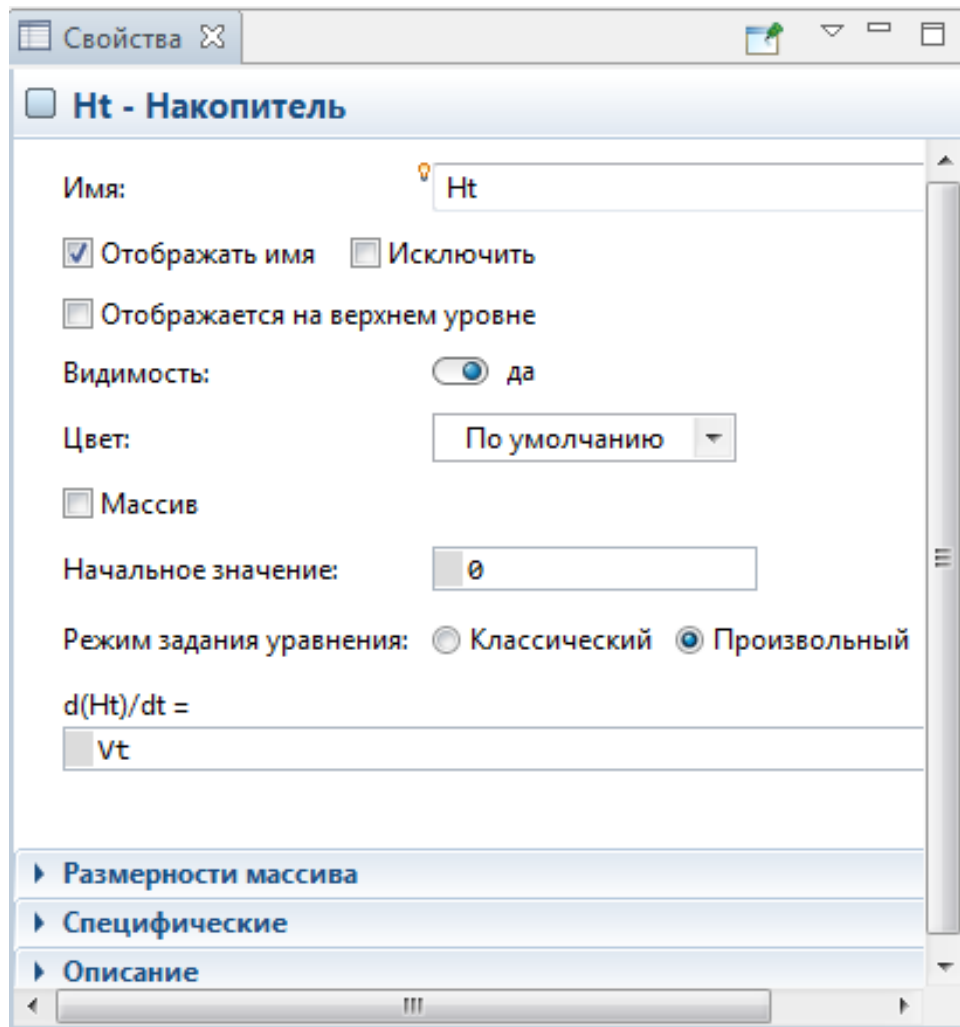 Свойства
Ht - Накопитель
Имя: Ht
Отображать имя Исключить
Отображается на верхнем уровне
Видимость: да
Цвет: По умолчанию
Массив
Начальное значение: 0
Режим задания уравнения: Классический Произвольный
d(Ht)/dt =
Vt
Размерности массива
Специфические
Описание